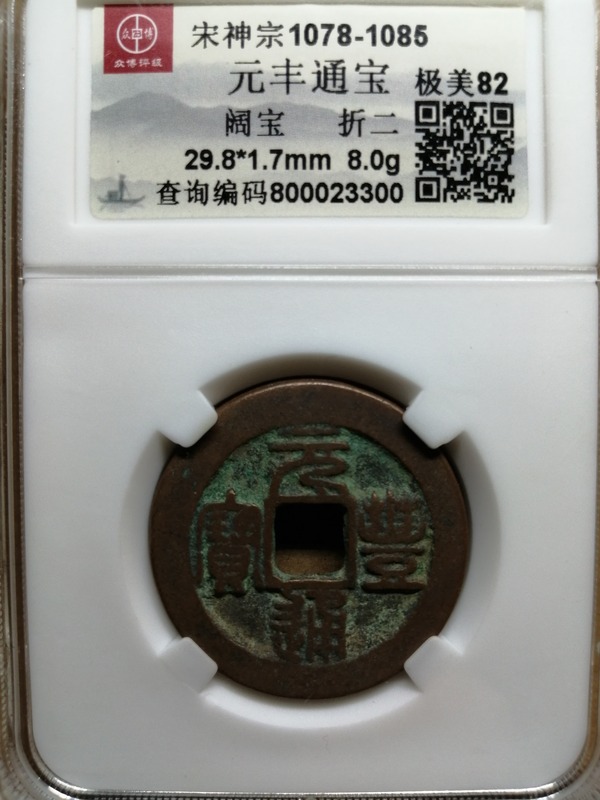 众博
众博评级
宋神宗1078-1085
元丰通宝 极美82
阔宝 折二
29.8*1.7mm 8.0g
查询编码800023300
元
寶 豐
通